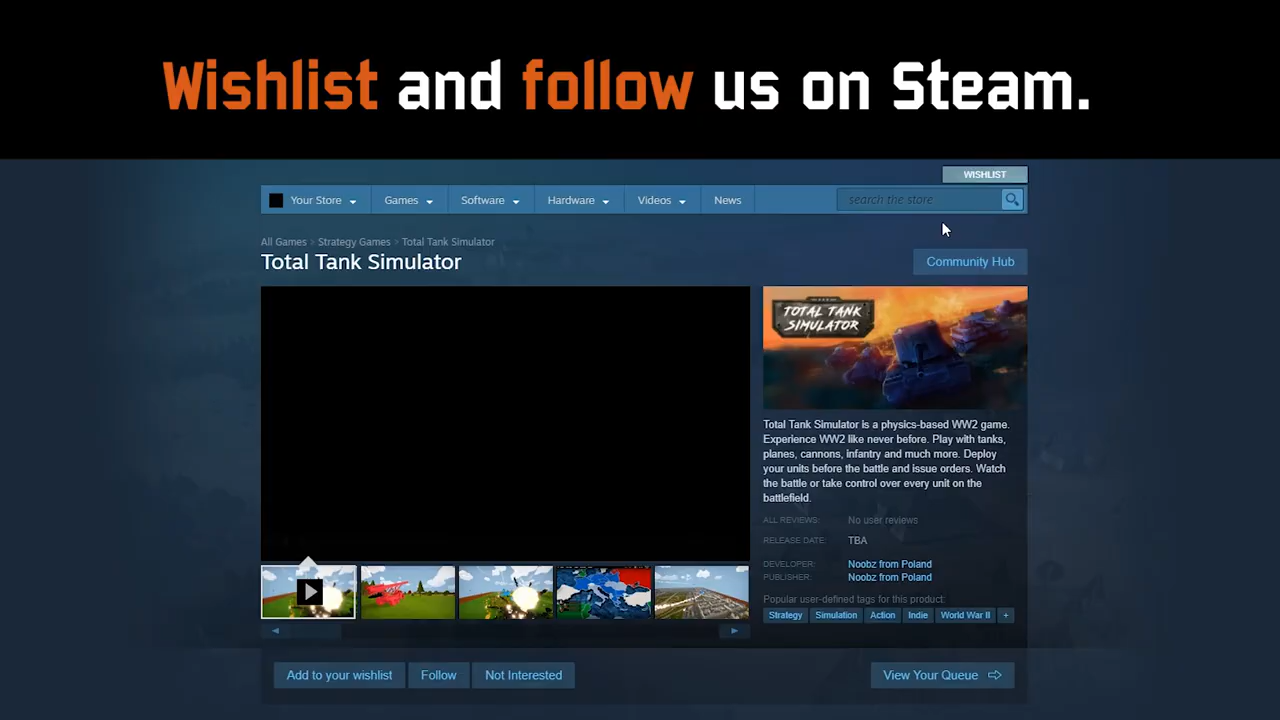 Wishlist and follow us on Steam.
WISHLIST
Your Store Games Software Hardware Videos News search the store
All Games > Strategy Games > Total Tank Simulator
Total Tank Simulator
Community Hub
TOTAL TANK
SIMULATOR
Total Tank Simulator is a physics-based WW2 game.
Experience WW2 like never before. Play with tanks,
planes, cannons, infantry and much more. Deploy
your units before the battle and issue orders. Watch
the battle or take control over every unit on the
battlefield.
ALL REVIEWS: No user reviews
RELEASE DATE: TBA
DEVELOPER: Noobz from Poland
PUBLISHER: Noobz from Poland
Popular user-defined tags for this product:
Strategy Simulation Action Indie World War II +
Add to your wishlist Follow Not Interested View Your Queue